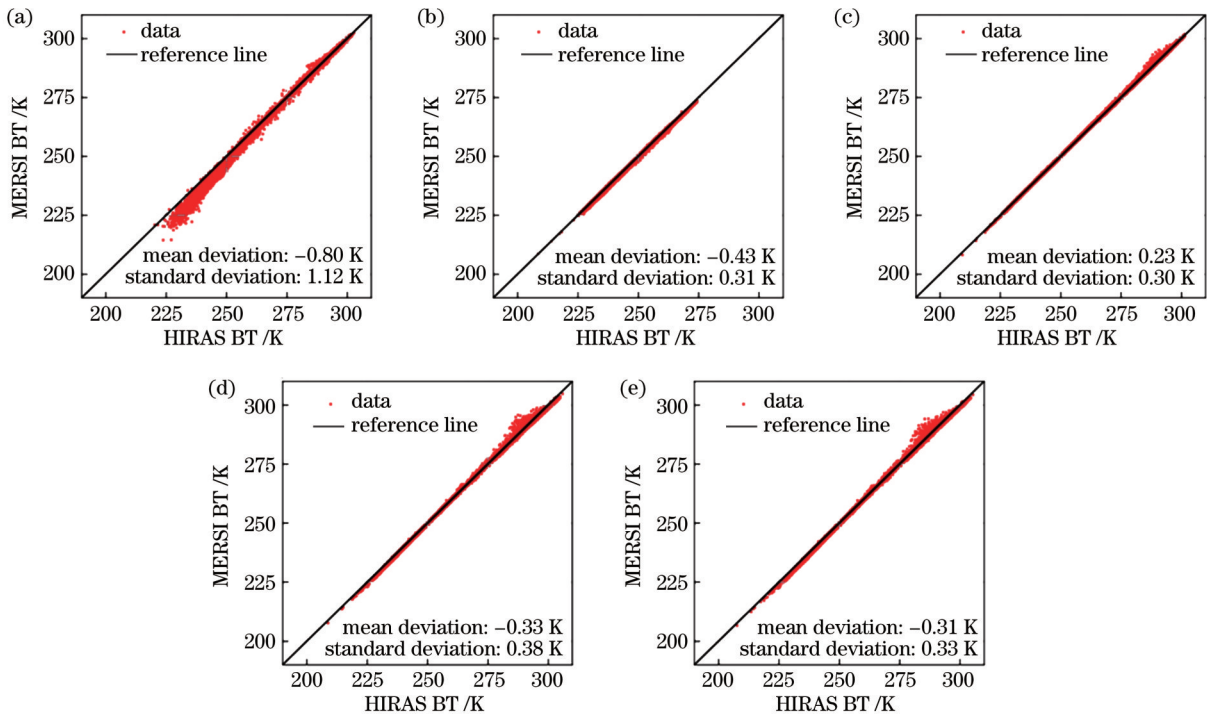 (a)
data
reference line
300
275
250
225
200
MERSI BT /K
mean deviation: −0.80 K
standard deviation: 1.12 K
200 225 250 275 300
HIRAS BT /K
(b)
data
reference line
300
275
250
225
200
MERSI BT /K
mean deviation: −0.43 K
standard deviation: 0.31 K
200 225 250 275 300
HIRAS BT /K
(c)
data
reference line
300
275
250
225
200
MERSI BT /K
mean deviation: 0.23 K
standard deviation: 0.30 K
200 225 250 275 300
HIRAS BT /K
(d)
data
reference line
300
275
250
225
200
MERSI BT /K
mean deviation: −0.33 K
standard deviation: 0.38 K
200 225 250 275 300
HIRAS BT /K
(e)
data
reference line
300
275
250
225
200
MERSI BT /K
mean deviation: −0.31 K
standard deviation: 0.33 K
200 225 250 275 300
HIRAS BT /K